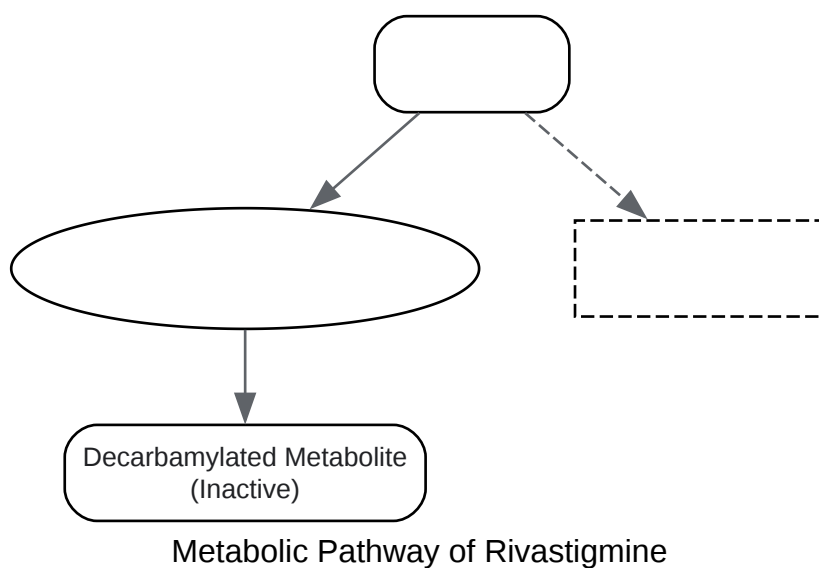 Decarbamylated Metabolite
(Inactive)
Metabolic Pathway of Rivastigmine